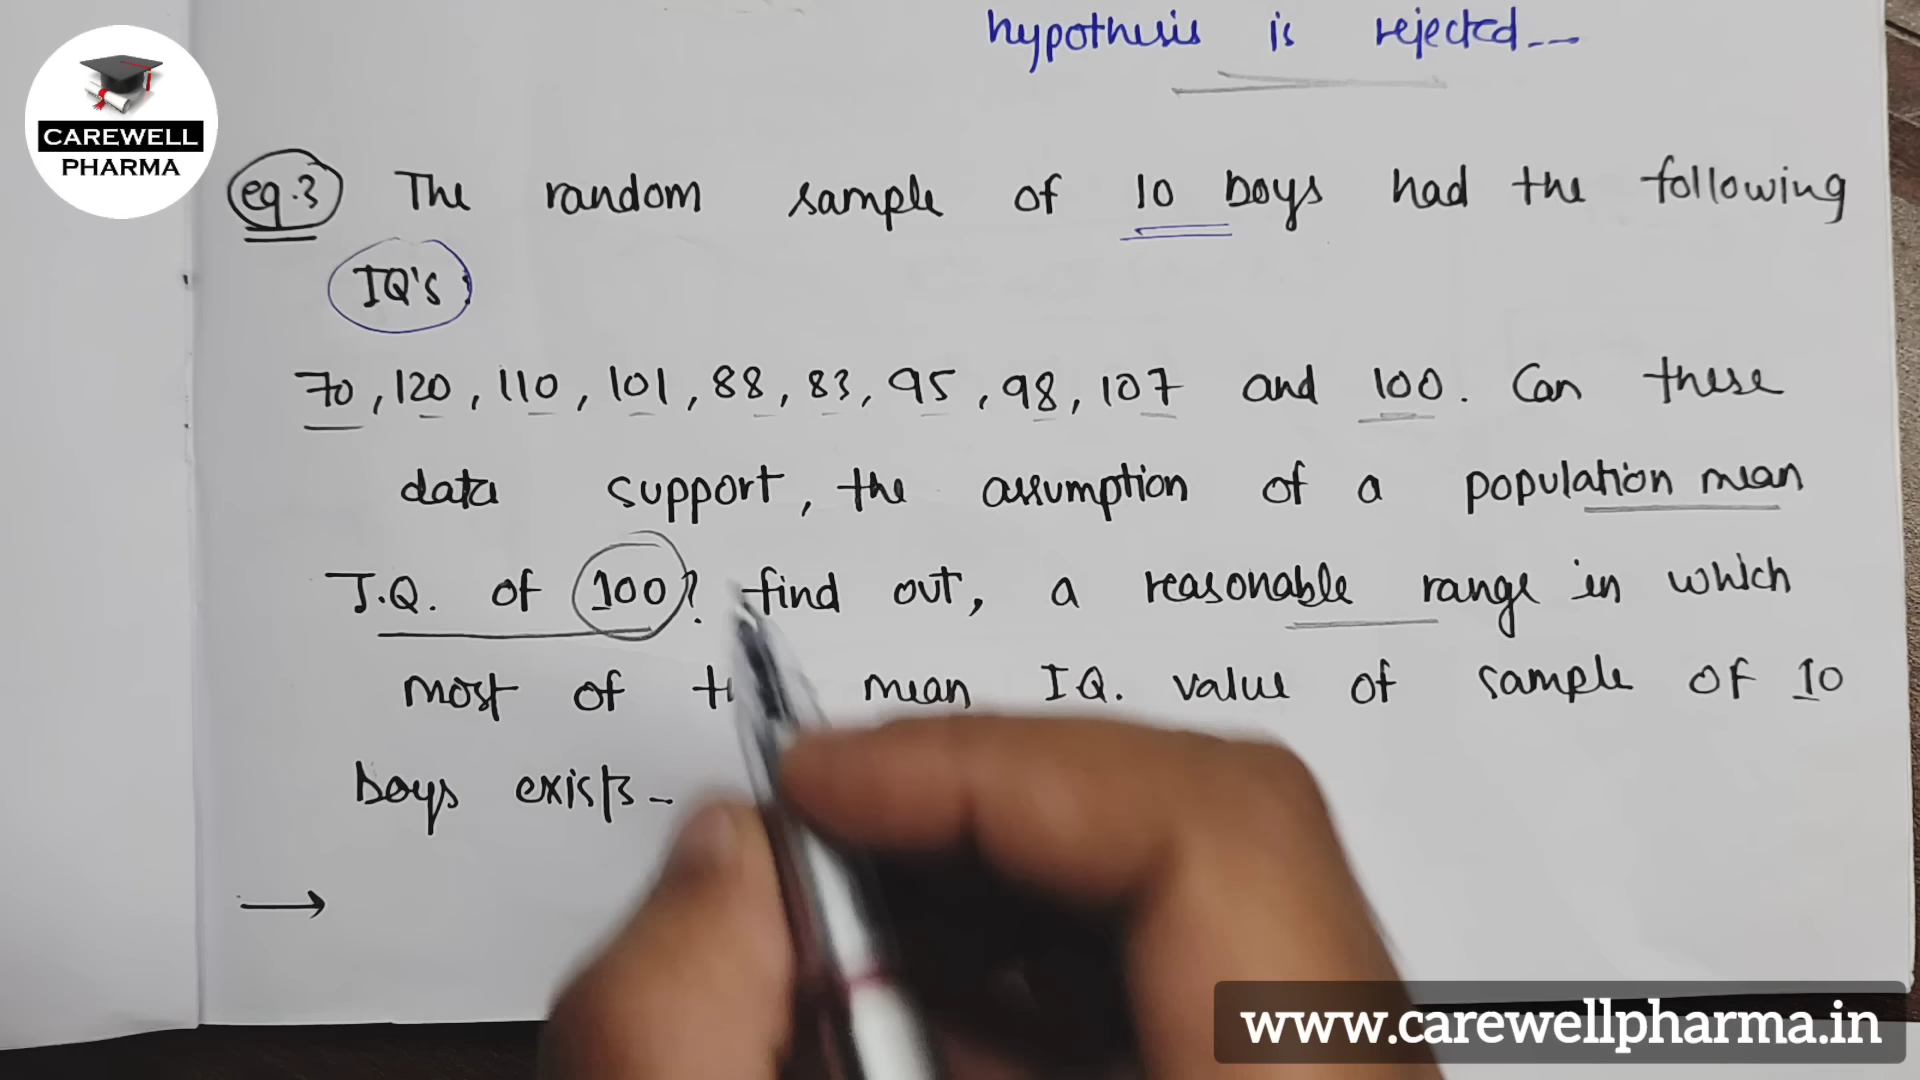 hypothesis is rejected--
CAREWELL
PHARMA
eg.3 The random sample of 10 boys had the following
IQ's:
70, 120, 110, 101, 88, 83, 95, 98, 107 and 100. Can these
data support, the assumption of a population mean
I.Q. of 100? find out, a reasonable range in which
most of mean IQ. value of sample of 10
boys exists-
www.carewellpharma.in